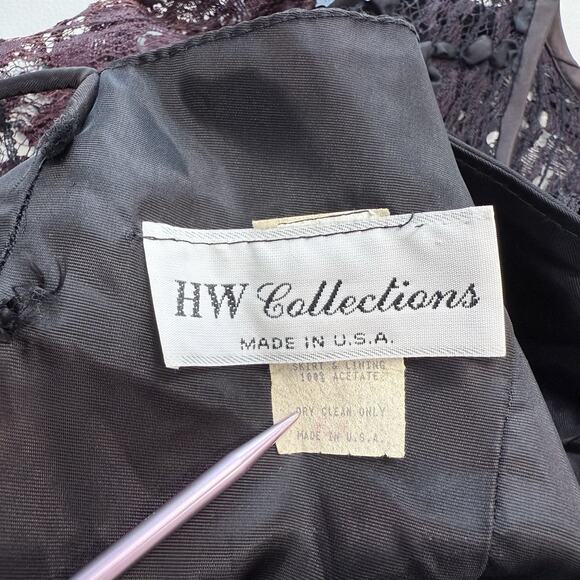 HW Collections
MADE IN U.S.A.
SKIRT & LINING
100% ACETATE
DRY CLEAN ONLY
MADE IN U.S.A.